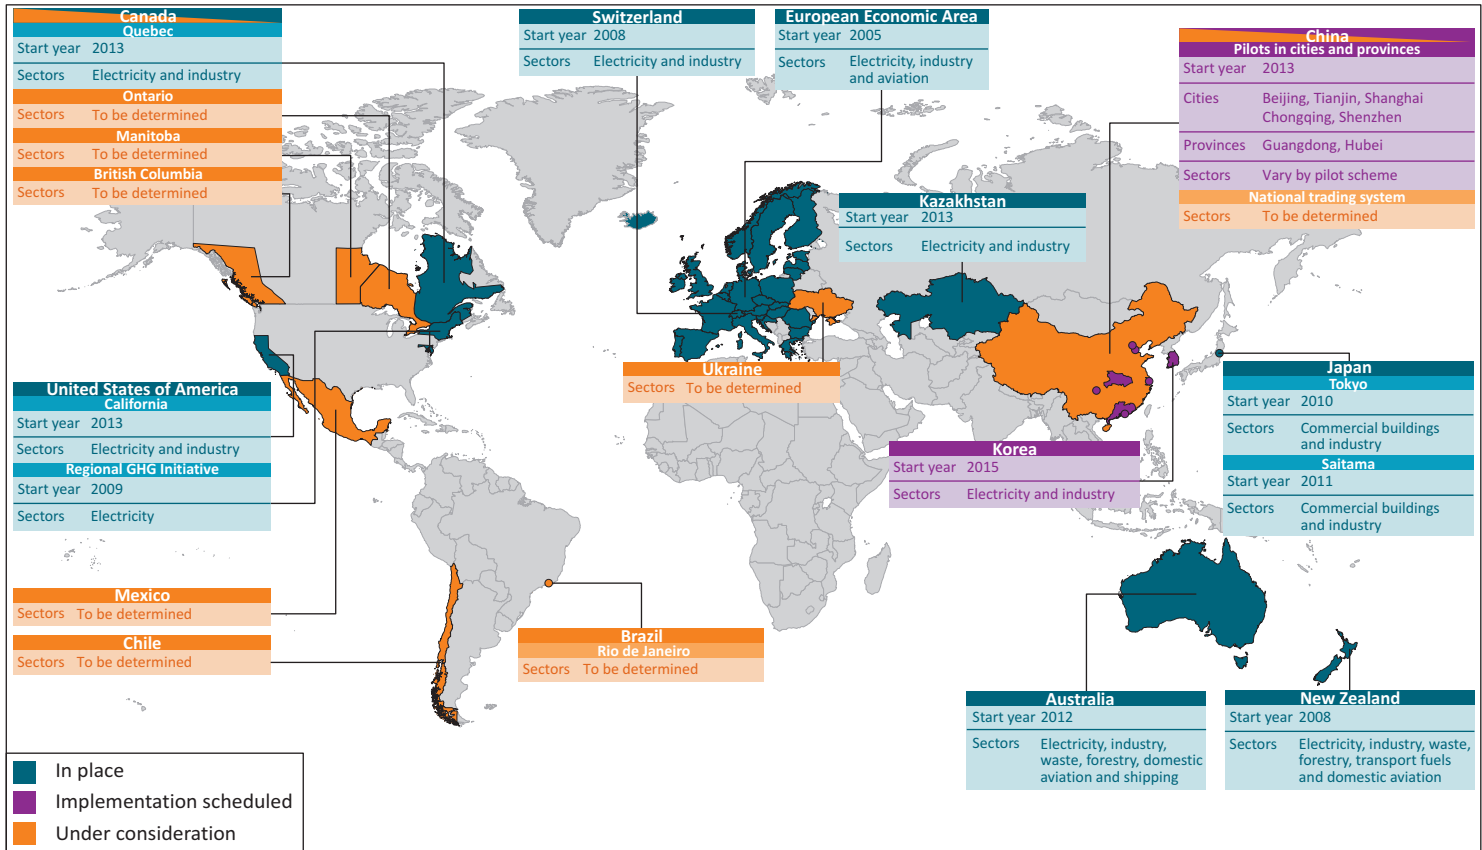 Canada
Quebec
Start year 2013
Sectors Electricity and industry
Ontario
Sectors To be determined
Manitoba
Sectors To be determined
British Columbia
Sectors To be determined
Switzerland
Start year 2008
Sectors Electricity and industry
European Economic Area
Start year 2005
Sectors Electricity, industry
and aviation
China
Pilots in cities and provinces
Start year 2013
Cities Beijing, Tianjin, Shanghai
Chongqing, Shenzhen
Provinces Guangdong, Hubei
Sectors Vary by pilot scheme
National trading system
Sectors To be determined
Kazakhstan
Start year 2013
Sectors Electricity and industry
Ukraine
Sectors To be determined
United States of America
California
Start year 2013
Sectors Electricity and industry
Regional GHG Initiative
Start year 2009
Sectors Electricity
Japan
Tokyo
Start year 2010
Sectors Commercial buildings
and industry
Saitama
Start year 2011
Sectors Commercial buildings
and industry
Korea
Start year 2015
Sectors Electricity and industry
Mexico
Sectors To be determined
Chile
Sectors To be determined
Brazil
Rio de Janeiro
Sectors To be determined
Australia
Start year 2012
Sectors Electricity, industry,
waste, forestry, domestic
aviation and shipping
New Zealand
Start year 2008
Sectors Electricity, industry, waste,
forestry, transport fuels
and domestic aviation
In place
Implementation scheduled
Under consideration